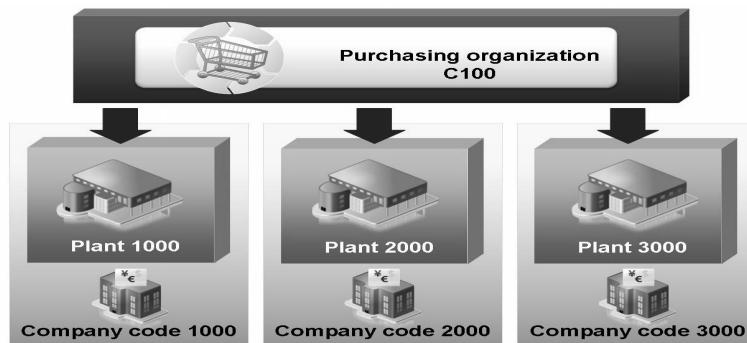 Purchasing organization
C100
Plant 1000
Plant 2000
Plant 3000
¥ €
¥ €
¥ €
Company code 1000
Company code 2000
Company code 3000